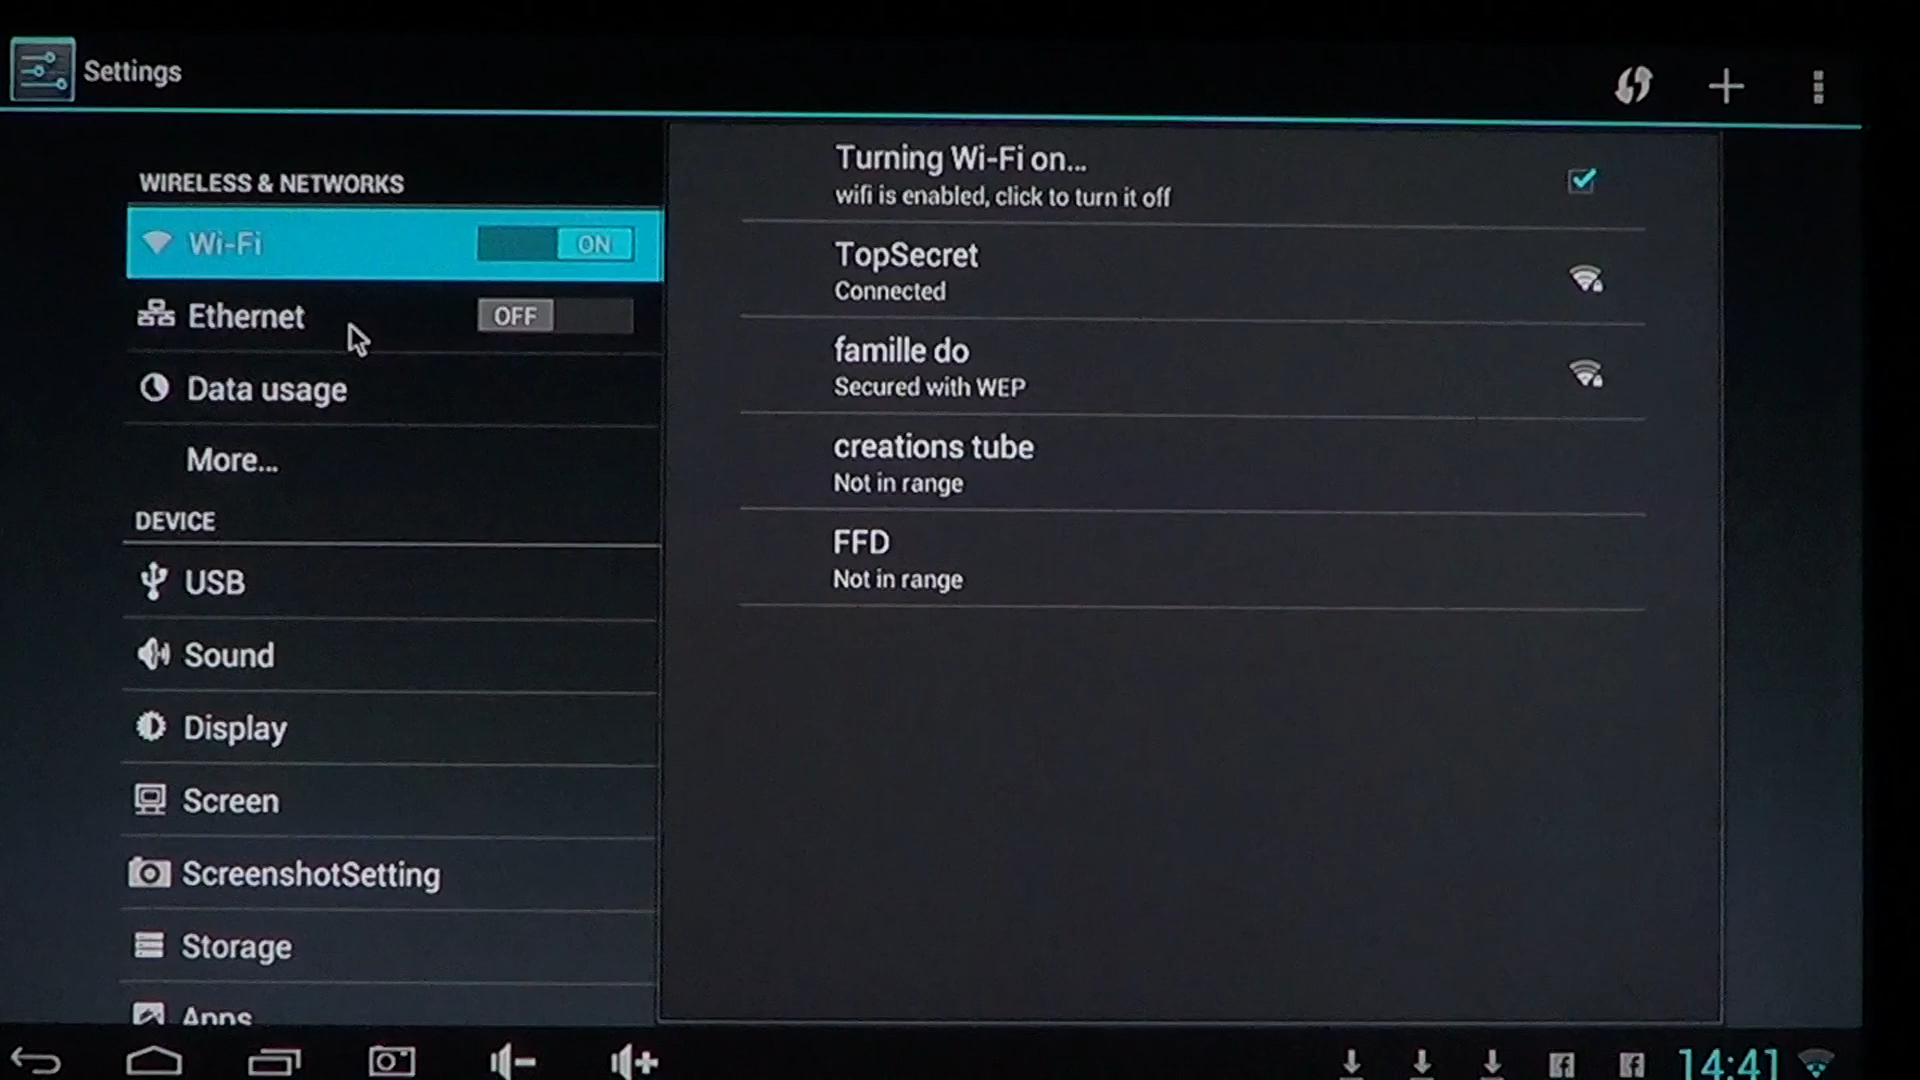 Settings
WIRELESS & NETWORKS
Wi-Fi
ON
Ethernet
OFF
Data usage
More...
DEVICE
USB
Sound
Display
Screen
ScreenshotSetting
Storage
Apps
Turning Wi-Fi on...
wifi is enabled, click to turn it off
TopSecret
Connected
famille do
Secured with WEP
creations tube
Not in range
FFD
Not in range
14:41